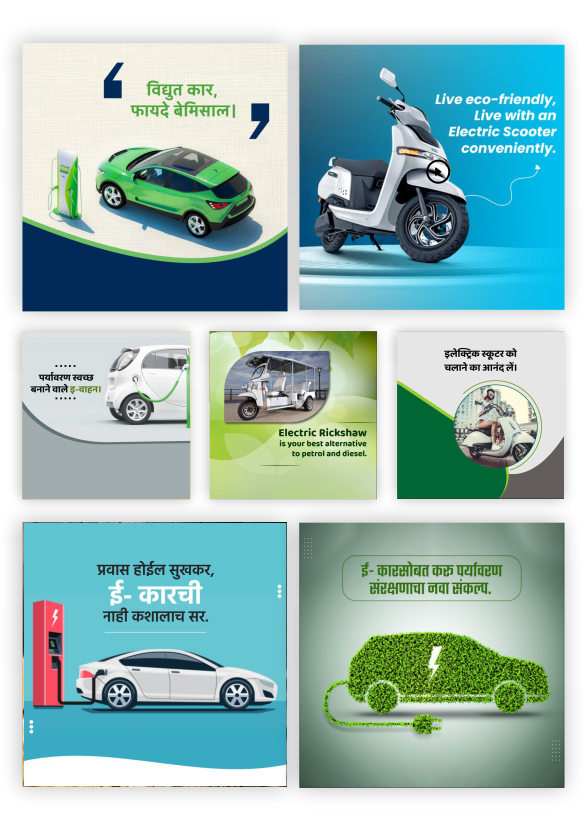 विद्युत कार,
फायदे बेमिसाल|
Live eco-friendly,
Live with an
Electric Scooter
conveniently.
पर्यावरण स्वच्छ
बनाने वाले इ-वाहन।
Electric Rickshaw
is your best alternative
to petrol and diesel.
इलेक्ट्रिक स्कूटर को
चलाने का आनंद लें।
प्रवास होईल सुखकर,
ई- कारची
नाही कशालाच सर.
ई- कारसोबत करू पर्यावरण
संरक्षणाचा नवा संकल्प.